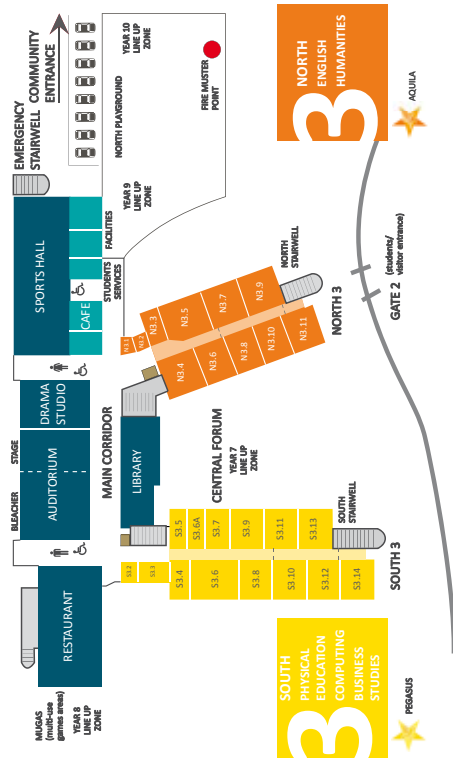 EMERGENCY
STAIRWELL
COMMUNITY
ENTRANCE
YEAR 10
LINE UP
ZONE
NORTH PLAYGROUND
FIRE MUSTER
POINT
YEAR 9
LINE UP
ZONE
SPORTS HALL
FACILITIES
STUDENTS
SERVICES
CAFE
DRAMA
STUDIO
STAGE
AUDITORIUM
BLEACHER
RESTAURANT
MUGAS
(multi-use
games areas)
YEAR 8
LINE UP
ZONE
MAIN CORRIDOR
LIBRARY
CENTRAL FORUM
YEAR 7
LINE UP
ZONE
N3.1
N3.2
N3.3
N3.5
N3.7
N3.9
N3.4
N3.6
N3.8
N3.10
N3.11
NORTH
STAIRWELL
NORTH 3
S3.2
S3.3
S3.5
S3.6A
S3.7
S3.9
S3.11
S3.13
S3.4
S3.6
S3.8
S3.10
S3.12
S3.14
SOUTH
STAIRWELL
SOUTH 3
GATE 2
(students/
visitor entrance)
3
NORTH
ENGLISH
HUMANITIES
AQUILA
3
SOUTH
PHYSICAL
EDUCATION
COMPUTING
BUSINESS
STUDIES
PEGASUS